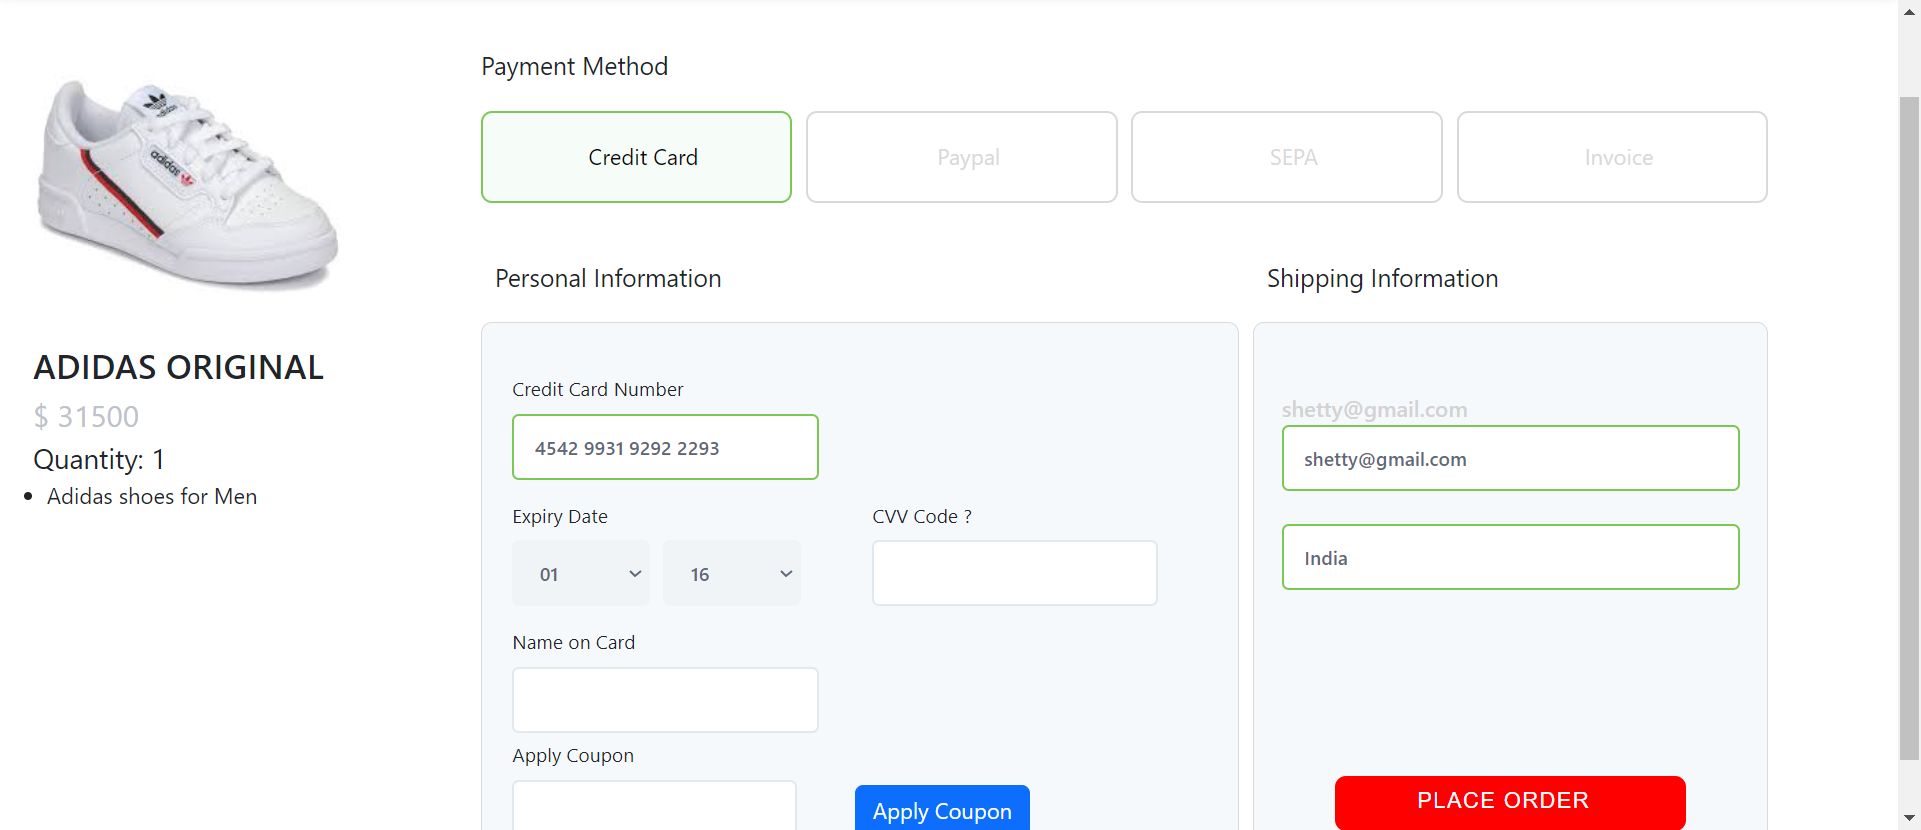 adidas
adidas
ADIDAS ORIGINAL
$ 31500
Quantity: 1
Adidas shoes for Men
Payment Method
Credit Card
Paypal
SEPA
Invoice
Personal Information
Credit Card Number
4542 9931 9292 2293
Expiry Date
CVV Code ?
01
16
Name on Card
Apply Coupon
Apply Coupon
Shipping Information
shetty@gmail.com
shetty@gmail.com
India
PLACE ORDER